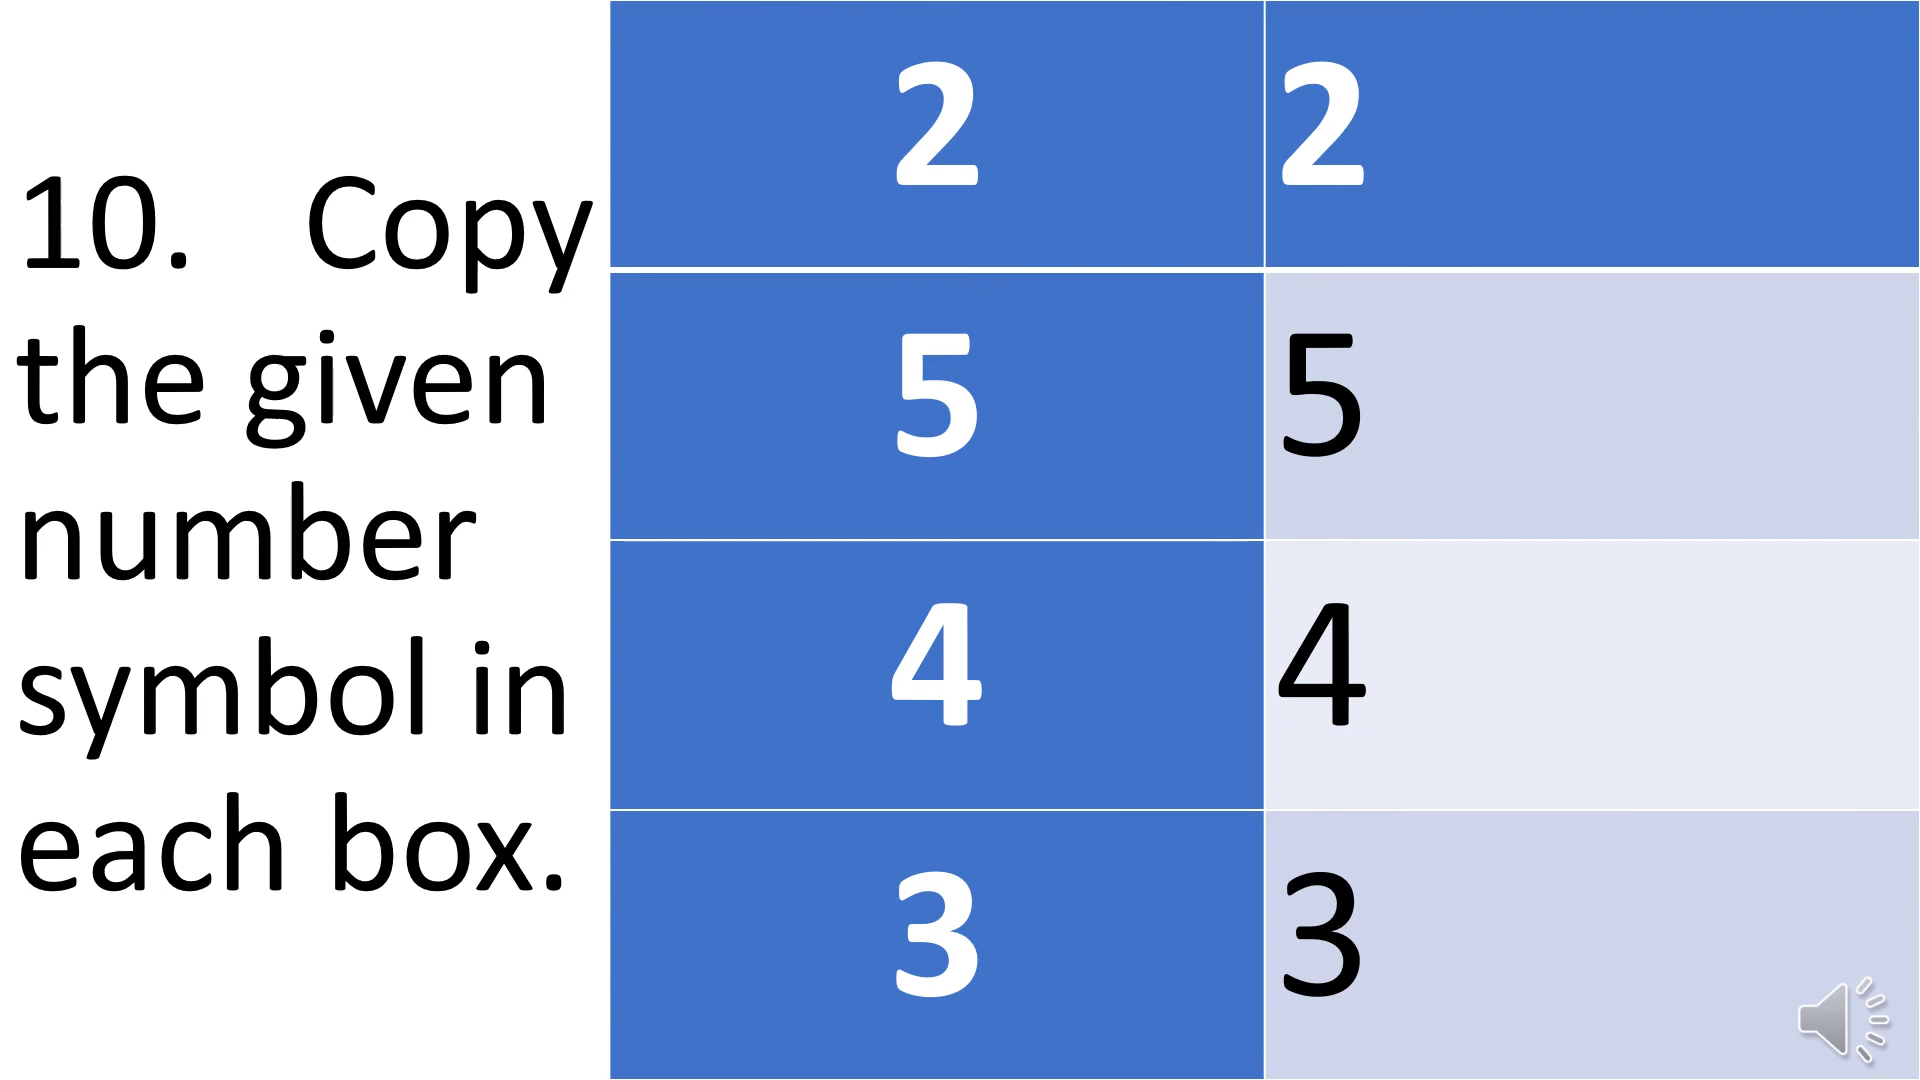 10.   Copy
the given
number
symbol in
each box.
2 2
5 5
4 4
3 3